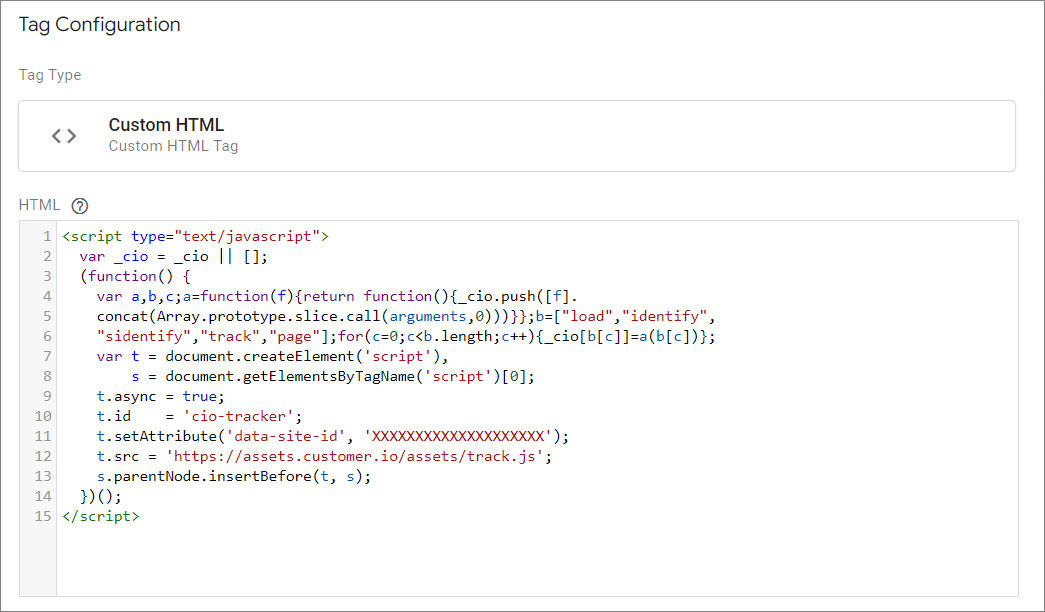 Tag Configuration
Tag Type
<> Custom HTML
Custom HTML Tag
HTML ?
1 <script type="text/javascript">
2   var _cio = _cio || [];
3   (function() {
4     var a,b,c;a=function(f){return function(){_cio.push([f].
5     concat(Array.prototype.slice.call(arguments,0)))}};b=["load","identify",
6     "sidentify","track","page"];for(c=0;c<b.length;c++){_cio[b[c]]=a(b[c])};
7     var t = document.createElement('script'),
8         s = document.getElementsByTagName('script')[0];
9     t.async = true;
10     t.id    = 'cio-tracker';
11     t.setAttribute('data-site-id', 'XXXXXXXXXXXXXXXXXXXX');
12     t.src = 'https://assets.customer.io/assets/track.js';
13     s.parentNode.insertBefore(t, s);
14   })();
15 </script>